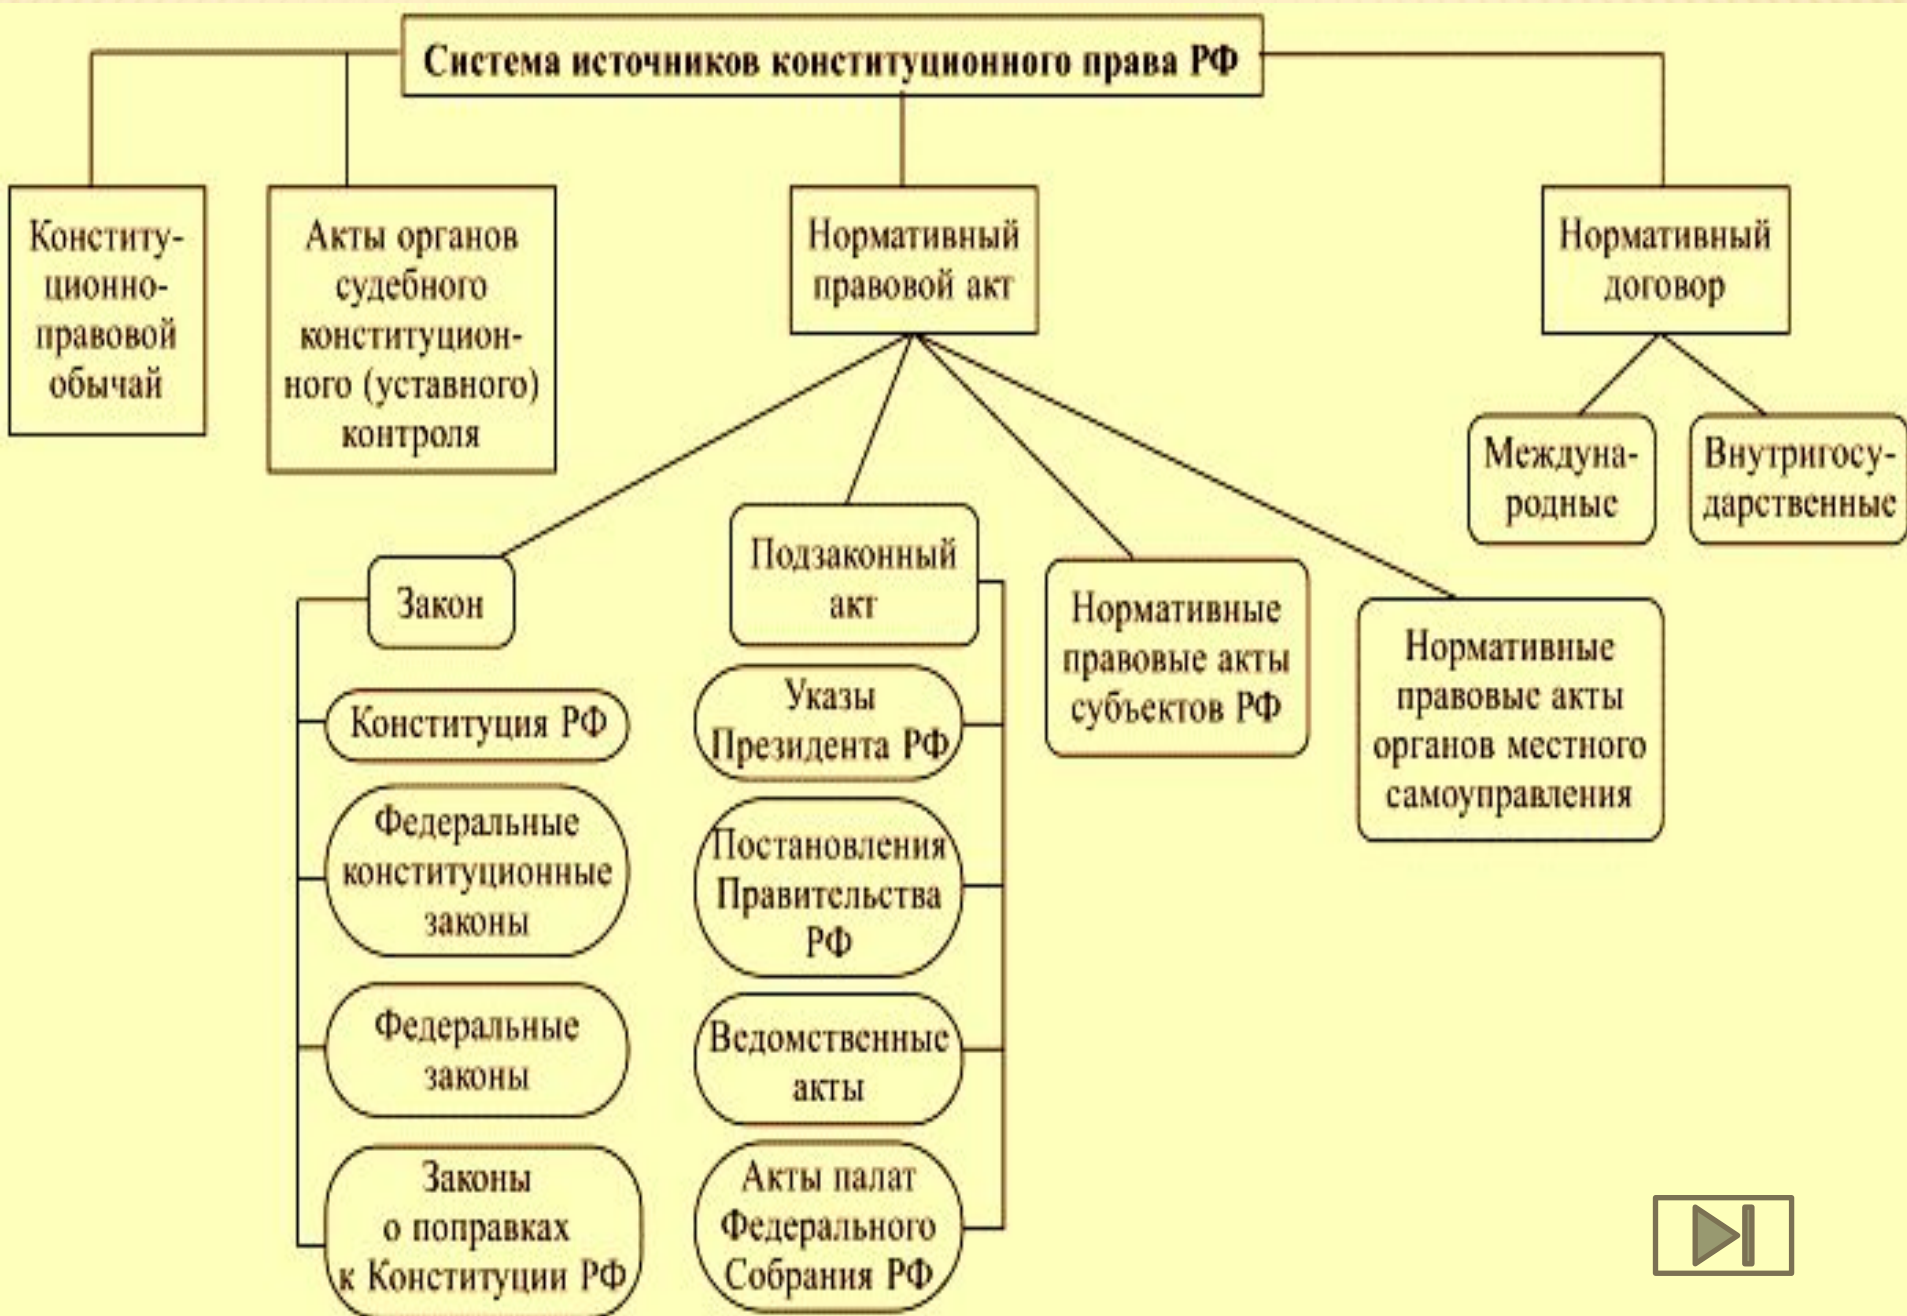 Система источников конституционного права РФ
Конститу-
ционно-
правовой
обычай
Акты органов
судебного
конституцион-
ного (уставного)
контроля
Нормативный
правовой акт
Нормативный
договор
Междуна-
родные
Внутригосу-
дарственные
Закон
Конституция РФ
Федеральные
конституционные
законы
Федеральные
законы
Законы
о поправках
к Конституции РФ
Подзаконный
акт
Указы
Президента РФ
Постановления
Правительства
РФ
Ведомственные
акты
Акты палат
Федерального
Собрания РФ
Нормативные
правовые акты
субъектов РФ
Нормативные
правовые акты
органов местного
самоуправления